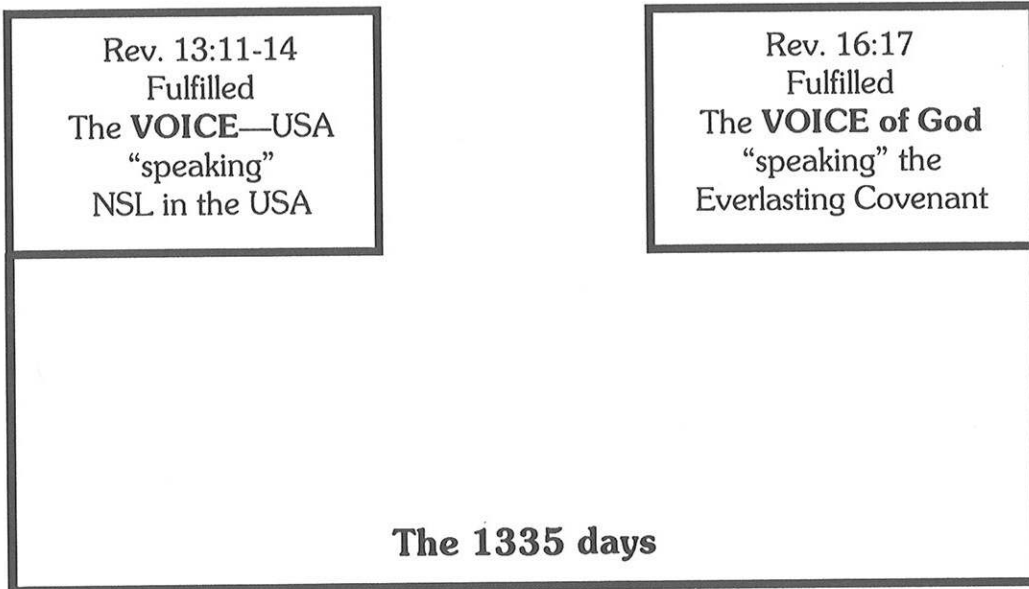 Rev. 13:11-14
Fulfilled
The VOICE—USA
“speaking”
NSL in the USA
Rev. 16:17
Fulfilled
The VOICE of God
“speaking” the
Everlasting Covenant
The 1335 days